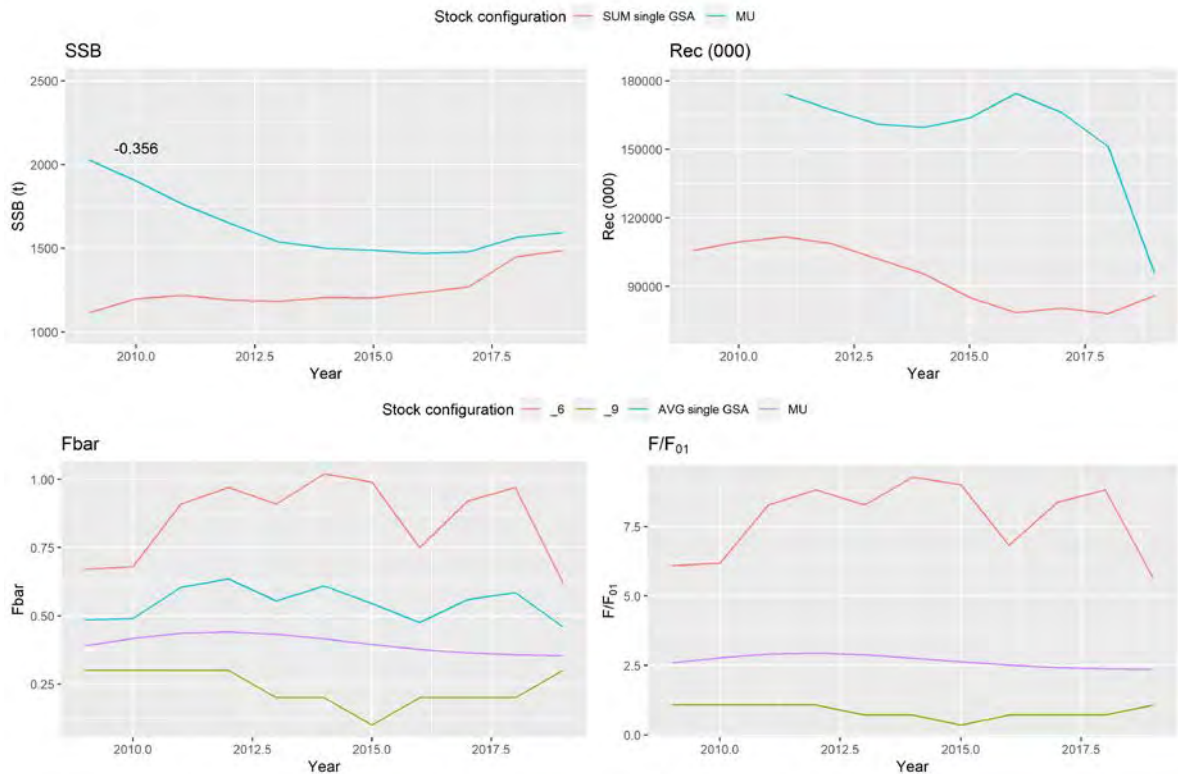 Stock configuration SUM single GSA MU
SSB
2500
2000
1500
1000
-0.356
SSB (t)
2010.0 2012.5 2015.0 2017.5
Year
Rec (000)
180000
150000
120000
90000
Rec (000)
2010.0 2012.5 2015.0 2017.5
Year
Stock configuration _6 _9 AVG single GSA MU
Fbar
1.00
0.75
0.50
0.25
Fbar
2010.0 2012.5 2015.0 2017.5
Year
F/F01
7.5
5.0
2.5
0.0
F/F01
2010.0 2012.5 2015.0 2017.5
Year